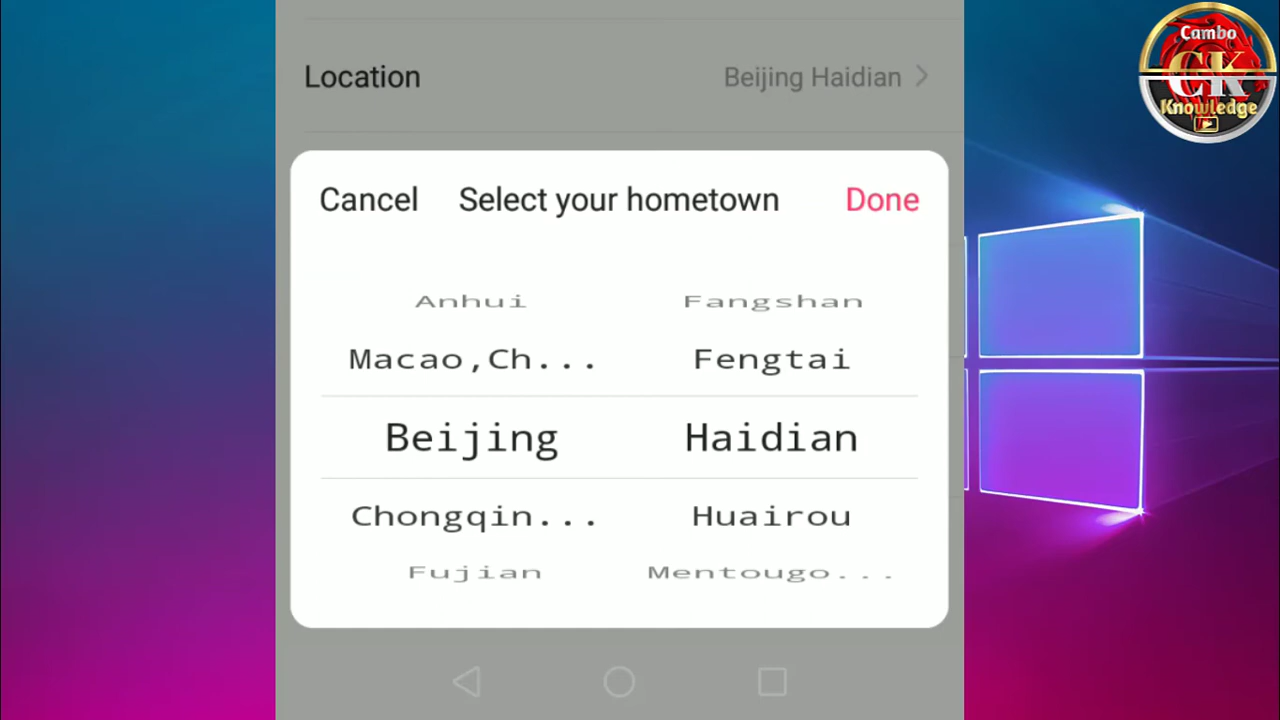 Location Beijing Haidian
Cancel Select your hometown Done
Anhui Fangshan
Macao,Ch... Fengtai
Beijing Haidian
Chongqin... Huairou
Fujian Mentougo...
Cambo
CK
Knowledge